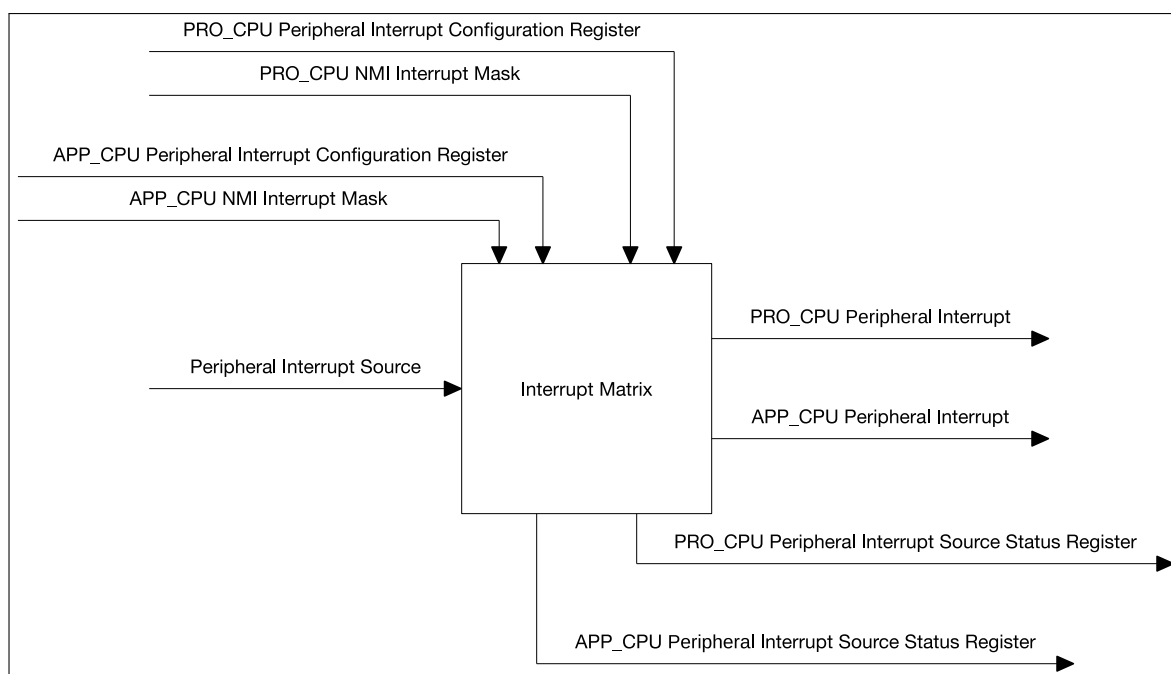 PRO_CPU Peripheral Interrupt Configuration Register
PRO_CPU NMI Interrupt Mask
APP_CPU Peripheral Interrupt Configuration Register
APP_CPU NMI Interrupt Mask
PRO_CPU Peripheral Interrupt
Peripheral Interrupt Source
Interrupt Matrix
APP_CPU Peripheral Interrupt
PRO_CPU Peripheral Interrupt Source Status Register
APP_CPU Peripheral Interrupt Source Status Register